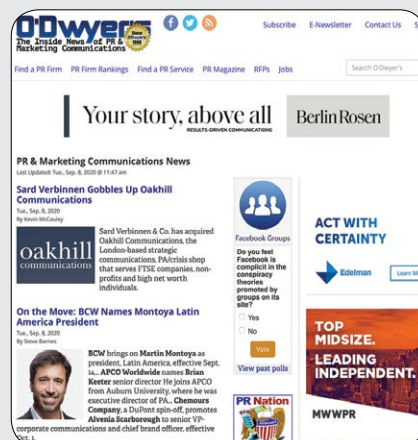 O'Dwyer's
The Inside News of PR &
Marketing Communications
Since
1968
Subscribe E-Newsletter Contact Us
Find a PR Firm PR Firm Rankings Find a PR Service PR Magazine RFPs Jobs
Search O'Dwyer's
Your story, above all
RESULTS-DRIVEN COMMUNICATIONS
BerlinRosen
PR & Marketing Communications News
Last Updated: Tue., Sep. 8, 2020 @ 11:47 am
Sard Verbinnen Gobbles Up Oakhill
Communications
Tue., Sep. 8, 2020
By Kevin McCauley
oakhill
communications
Sard Verbinnen & Co. has acquired
Oakhill Communications, the
London-based strategic
communications, PA/crisis shop
that serves FTSE companies, non-
profits and high net worth
individuals.
On the Move: BCW Names Montoya Latin
America President
Tue., Sep. 8, 2020
By Steve Barnes
BCW brings on Martin Montoya as
president, Latin America, effective Sept.
14... APCO Worldwide names Brian
Keeter senior director He joins APCO
from Auburn University, where he was
executive director of PA... Chemours
Company, a DuPont spin-off, promotes
Alvenia Scarborough to senior VP-
corporate communications and chief brand officer, effective
Oct. 1.
Facebook Groups
Do you feel
Facebook is
complicit in the
conspiracy
theories
promoted by
groups on its
site?
Yes
No
Vote
View past polls
PR Nation
ACT WITH
CERTAINTY
Edelman
Learn
TOP
MIDSIZE.
LEADING
INDEPENDENT.
MWWPR